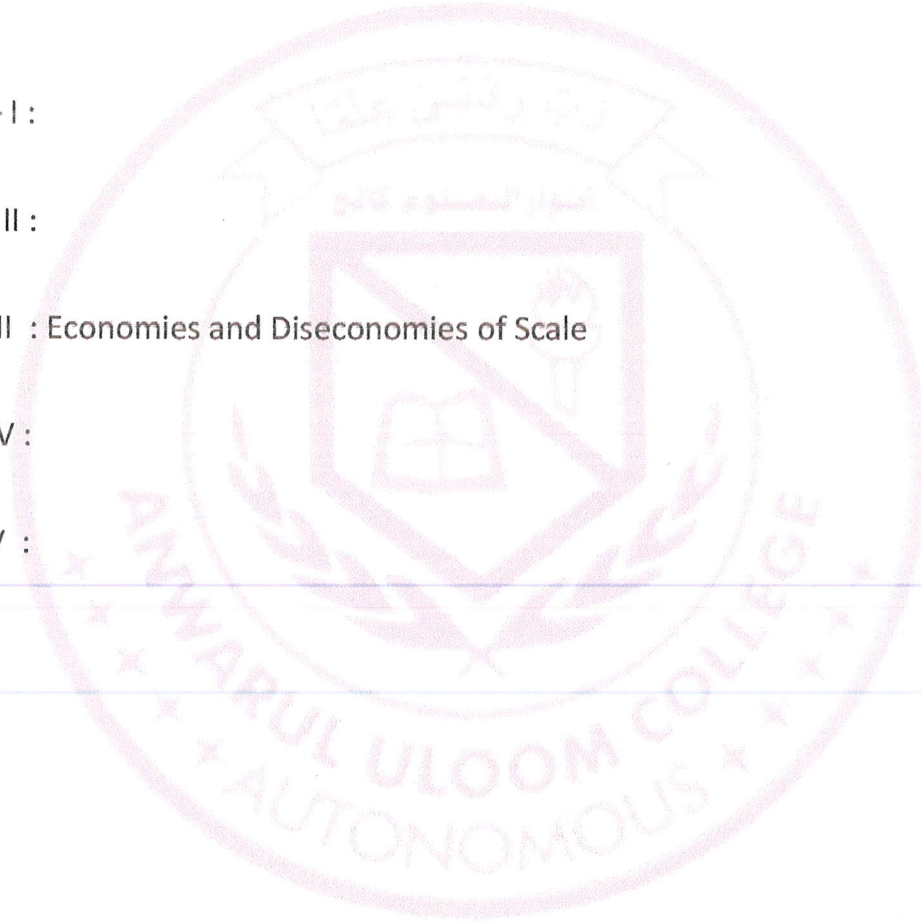 I :
II :
II : Economies and Diseconomies of Scale
V :
:
ANWARUL ULOOM COLLEGE
AUTONOMOUS